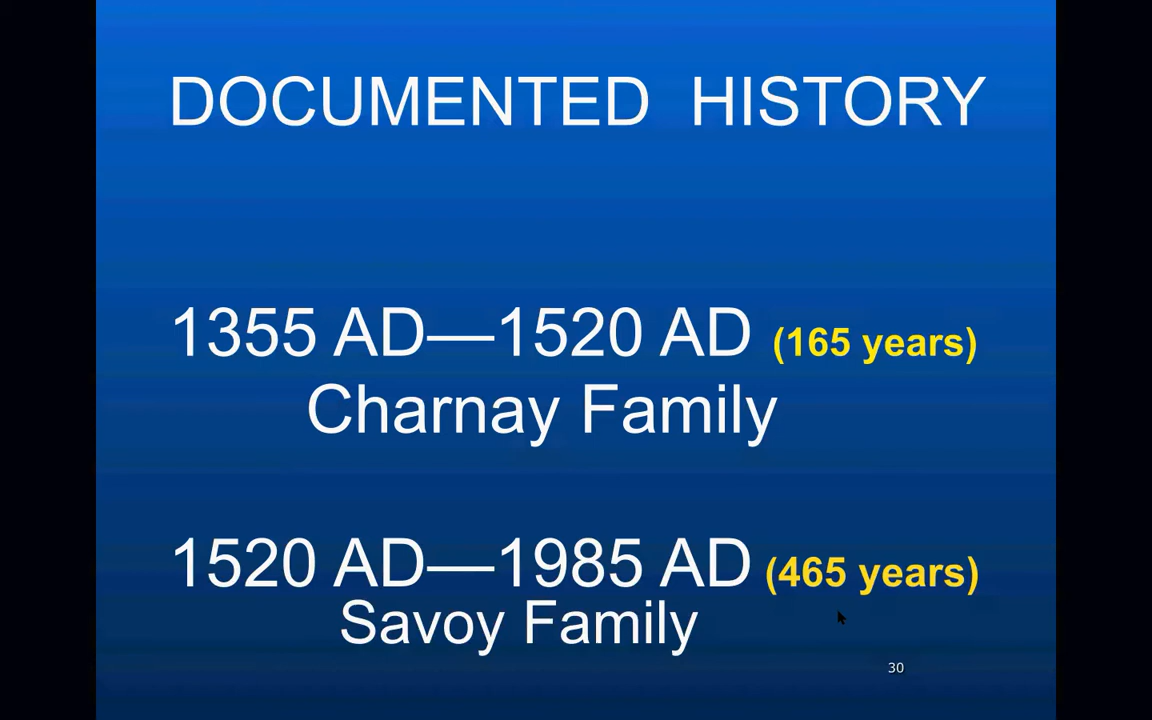 DOCUMENTED HISTORY
1355 AD—1520 AD (165 years)
Charnay Family
1520 AD—1985 AD (465 years)
Savoy Family
30